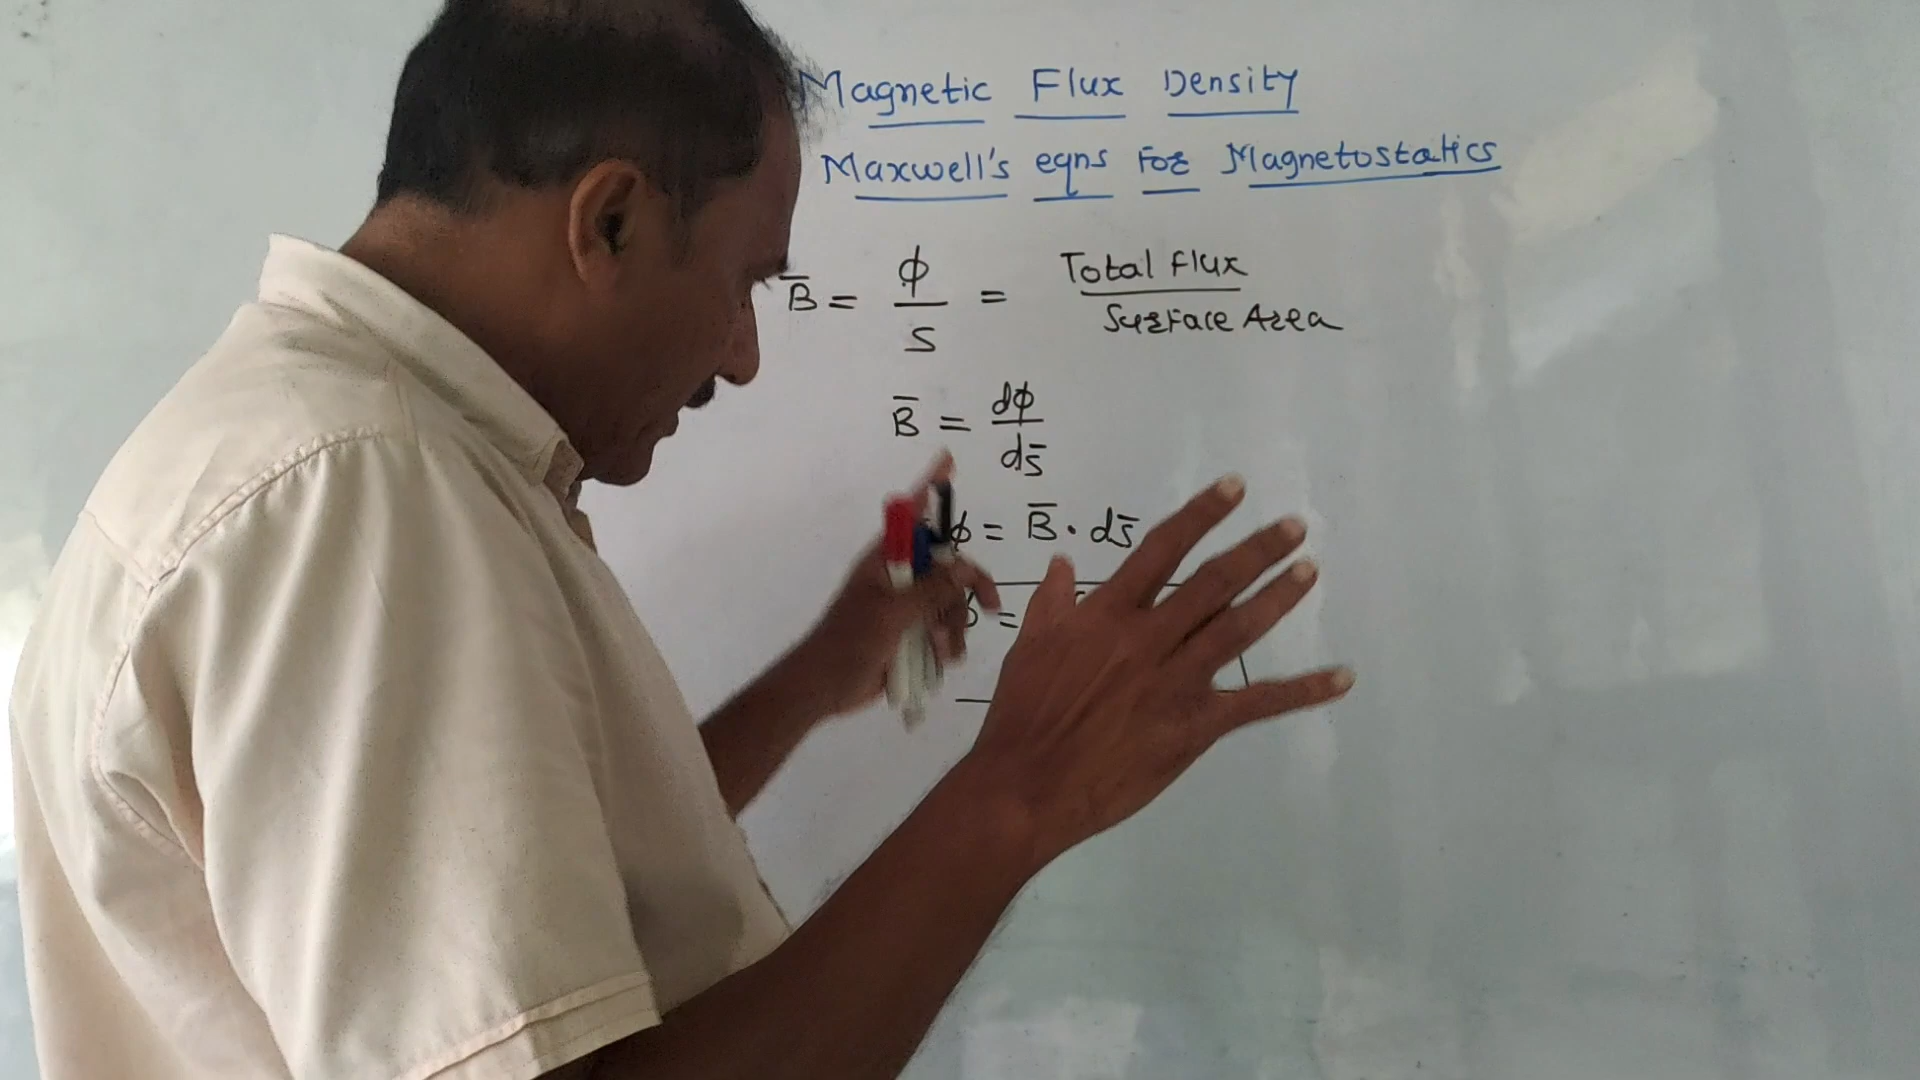 Magnetic Flux Density
Maxwell's eqns For Magnetostatics
B̅ = ϕ / S = Total Flux / Surface Area
B̅ = dϕ / ds̅
ϕ = B̅ · ds̅
ϕ =